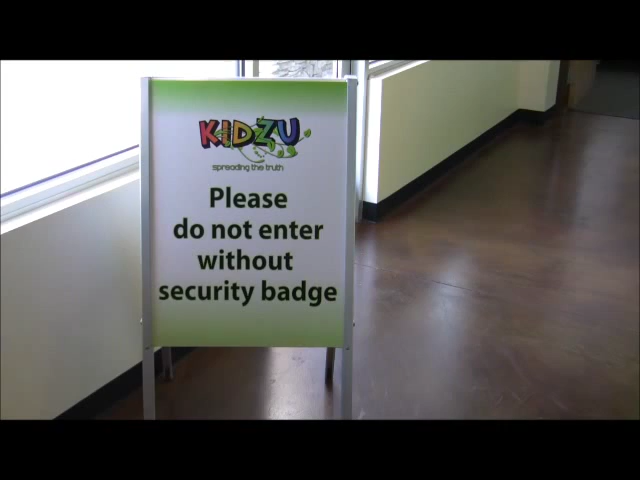 KIDZU
spreading the truth
Please
do not enter
without
security badge